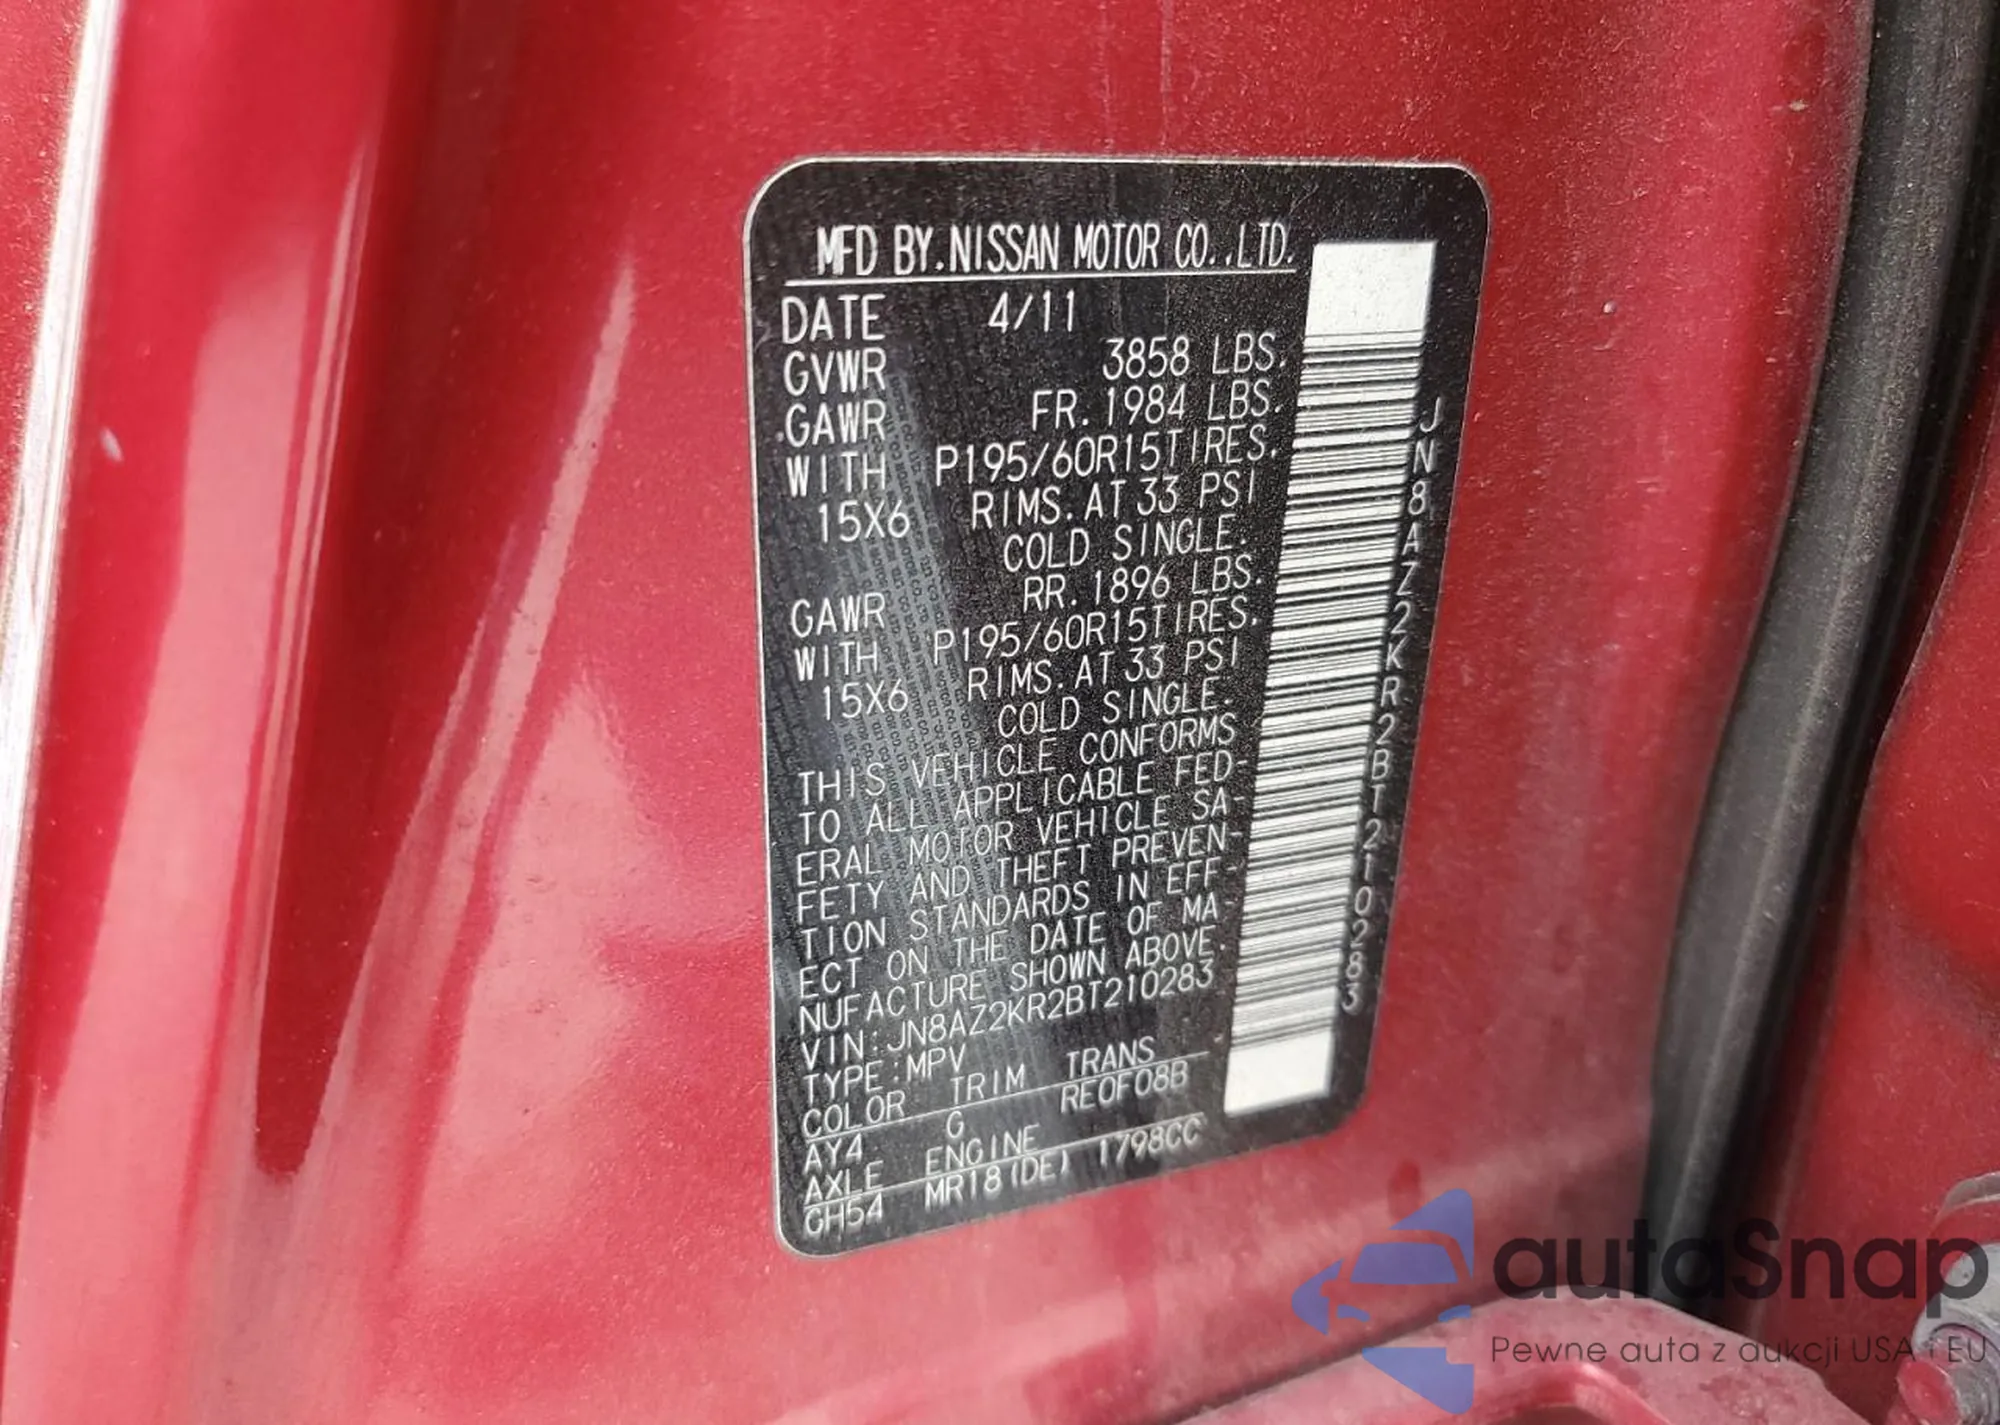 MFD BY.NISSAN MOTOR CO.,LTD.
DATE 4/11
GVWR 3858 LBS.
GAWR FR. 1984 LBS.
WITH P195/60R15TIRES.
15X6 RIMS. AT 33 PSI
COLD SINGLE.
GAWR RR. 1896 LBS.
WITH P195/60R15TIRES.
15X6 RIMS. AT 33 PSI
COLD SINGLE.
THIS VEHICLE CONFORMS
TO ALL APPLICABLE FED-
ERAL MOTOR VEHICLE SA-
FETY AND THEFT PREVEN-
TION STANDARDS IN EFF-
ECT ON THE DATE OF MA-
NUFACTURE SHOWN ABOVE.
VIN:JN8AZ2KR2BT210283
TYPE:MPV
COLOR TRIM TRANS
AY4 G RE0F08B
AXLE ENGINE
GH54 MR18(DE) 1798CC
JN8AZ2KR2BT210283
autaSnap
Pewne auta z aukcji USA i EU